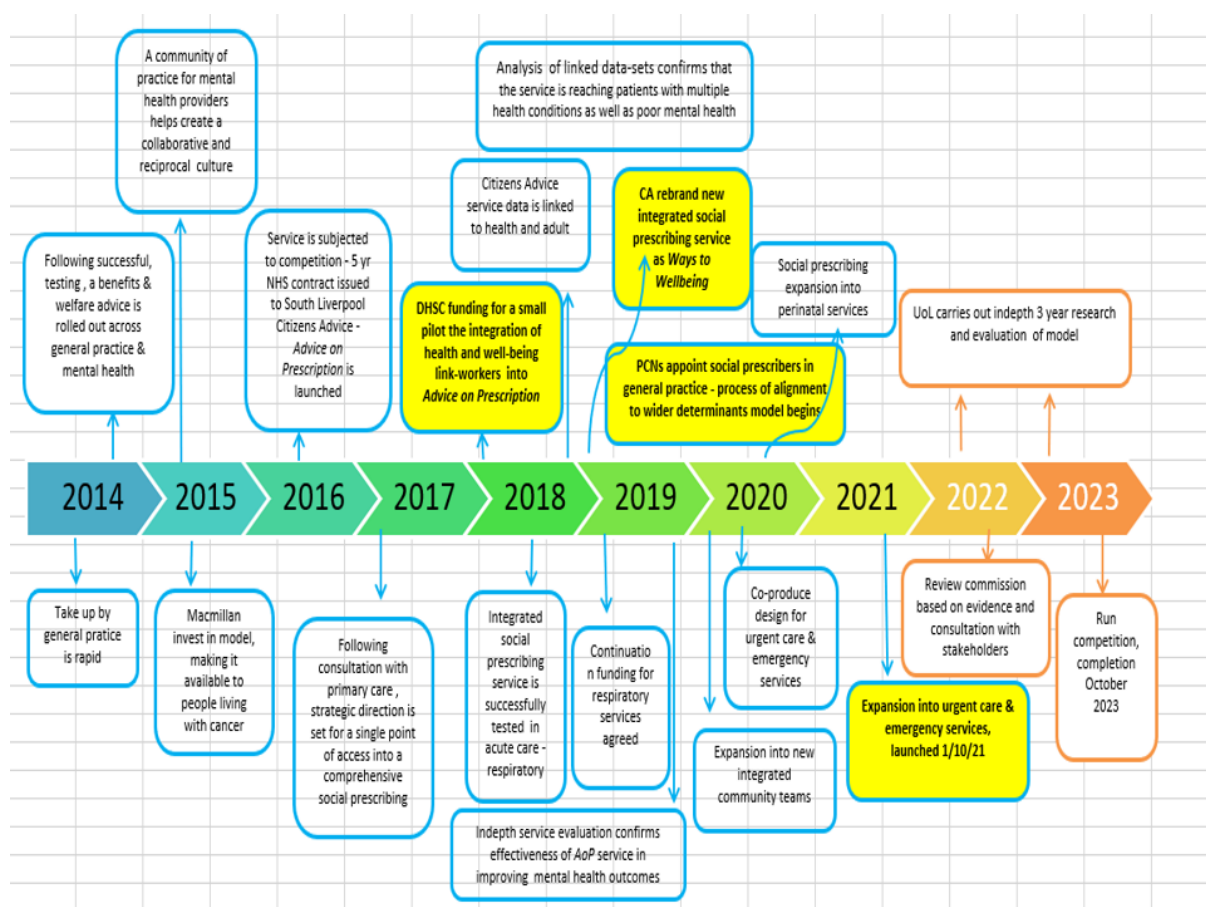 A community of
practice for mental
health providers
helps create a
collaborative and
reciprocal culture
Analysis of linked data-sets confirms that
the service is reaching patients with multiple
health conditions as well as poor mental health
Following successful,
testing , a benefits &
welfare advice is
rolled out across
general practice &
mental health
Service is subjected
to competition - 5 yr
NHS contract issued
to South Liverpool
Citizens Advice -
Advice on
Prescription is
launched
Citizens Advice
service data is linked
to health and adult
DHSC funding for a small
pilot the integration of
health and well-being
link-workers into
Advice on Prescription
CA rebrand new
integrated social
prescribing service
as Ways to
Wellbeing
PCNs appoint social prescribers in
general practice - process of alignment
to wider determinants model begins
Social prescribing
expansion into
perinatal services
UoL carries out indepth 3 year research
and evaluation of model
2014 2015 2016 2017 2018 2019 2020 2021 2022 2023
Take up by
general pratice
is rapid
Macmillan
invest in model,
making it
available to
people living
with cancer
Following
consultation with
primary care ,
strategic direction is
set for a single point
of access into a
comprehensive
social prescribing
Integrated
social
prescribing
service is
successfully
tested in
acute care -
respiratory
Continuatio
n funding for
respiratory
services
agreed
Indepth service evaluation confirms
effectiveness of AoP service in
improving mental health outcomes
Co-produce
design for
urgent care &
emergency
services
Expansion into new
integrated
community teams
Expansion into urgent care &
emergency services,
launched 1/10/21
Review commission
based on evidence and
consultation with
stakeholders
Run
competition,
completion
October
2023